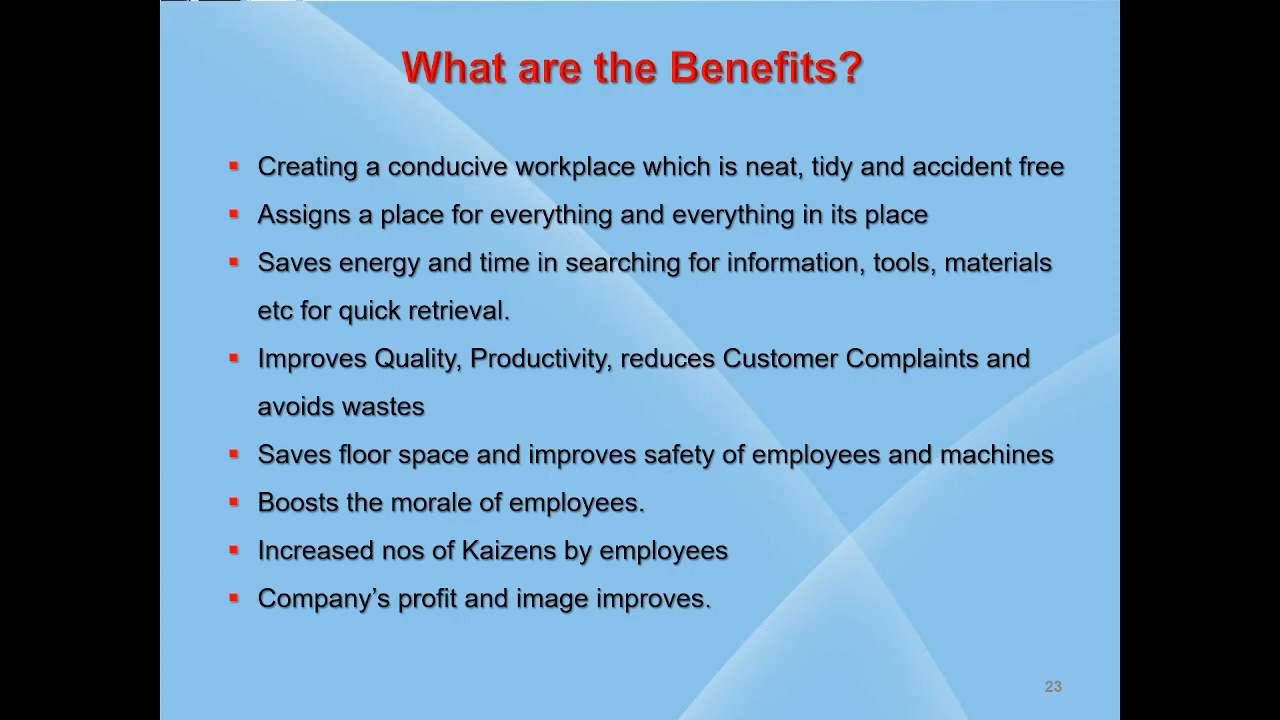 What are the Benefits?
▪ Creating a conducive workplace which is neat, tidy and accident free
▪ Assigns a place for everything and everything in its place
▪ Saves energy and time in searching for information, tools, materials
etc for quick retrieval.
▪ Improves Quality, Productivity, reduces Customer Complaints and
avoids wastes
▪ Saves floor space and improves safety of employees and machines
▪ Boosts the morale of employees.
▪ Increased nos of Kaizens by employees
▪ Company’s profit and image improves.
23